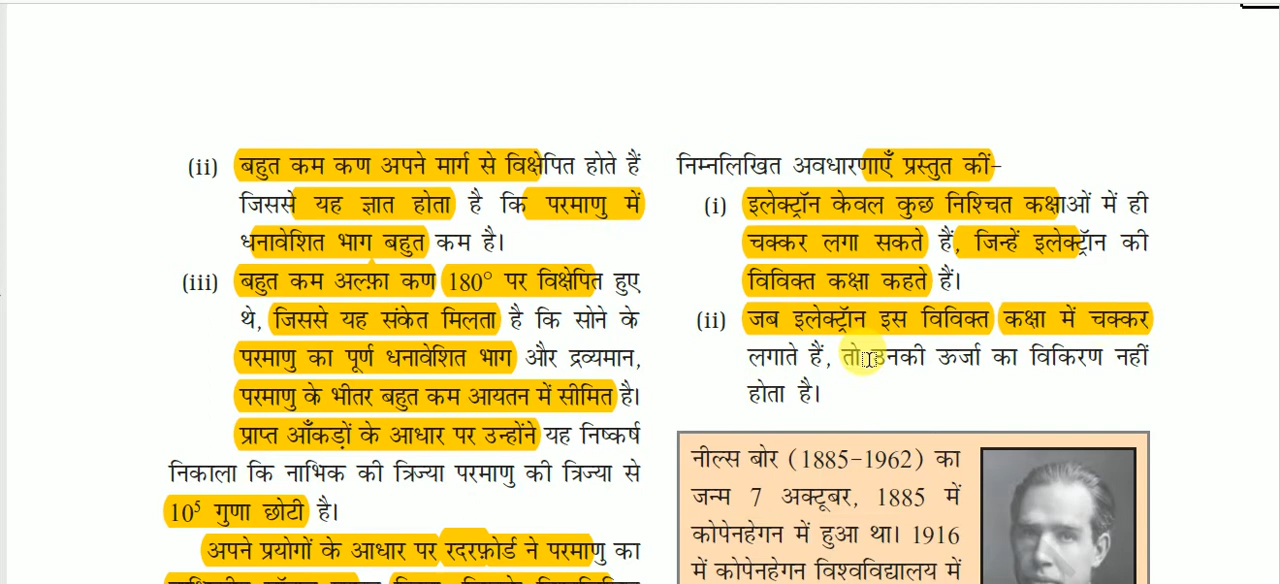 (ii) बहुत कम कण अपने मार्ग से विक्षेपित होते हैं
जिससे यह ज्ञात होता है कि परमाणु में
धनावेशित भाग बहुत कम है।
(iii) बहुत कम अल्फ़ा कण 180° पर विक्षेपित हुए
थे, जिससे यह संकेत मिलता है कि सोने के
परमाणु का पूर्ण धनावेशित भाग और द्रव्यमान,
परमाणु के भीतर बहुत कम आयतन में सीमित है।
प्राप्त आँकड़ों के आधार पर उन्होंने यह निष्कर्ष
निकाला कि नाभिक की त्रिज्या परमाणु की त्रिज्या से
10⁵ गुणा छोटी है।
अपने प्रयोगों के आधार पर रदरफ़ोर्ड ने परमाणु का
निम्नलिखित अवधारणाएँ प्रस्तुत कीं–
(i) इलेक्ट्रॉन केवल कुछ निश्चित कक्षाओं में ही
चक्कर लगा सकते हैं, जिन्हें इलेक्ट्रॉन की
विविक्त कक्षा कहते हैं।
(ii) जब इलेक्ट्रॉन इस विविक्त कक्षा में चक्कर
लगाते हैं, तो उनकी ऊर्जा का विकिरण नहीं
होता है।
नील्स बोर (1885–1962) का
जन्म 7 अक्टूबर, 1885 में
कोपेनहेगन में हुआ था। 1916
में कोपेनहेगन विश्वविद्यालय में